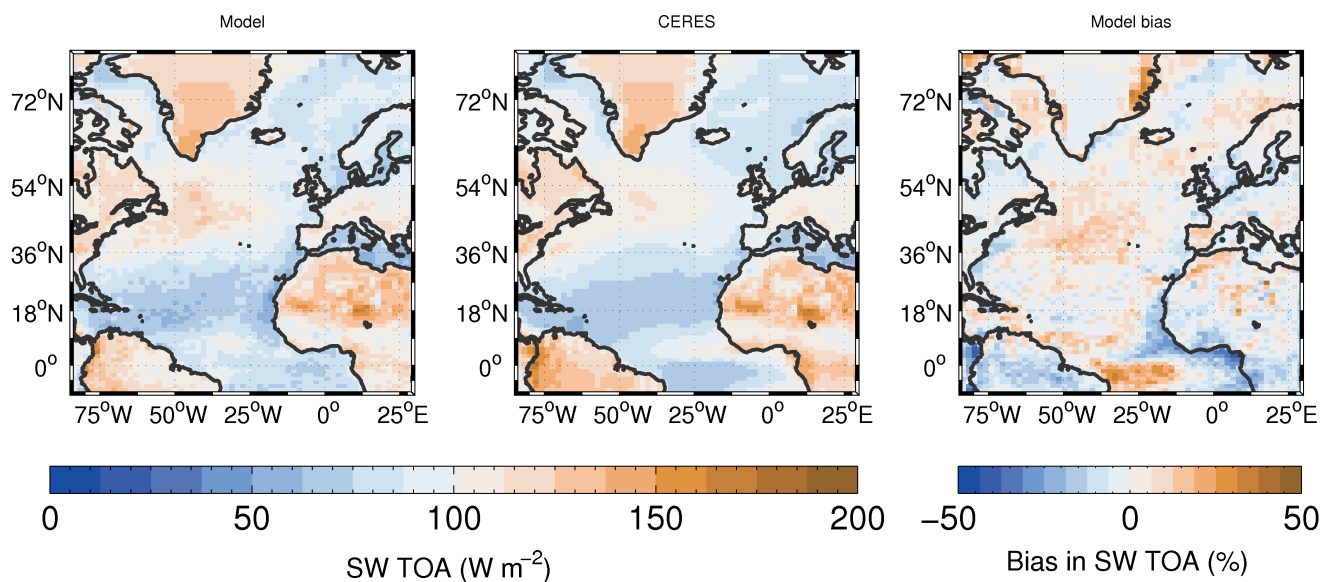 Model CERES Model bias
72°N 72°N 72°N
54°N 54°N 54°N
36°N 36°N 36°N
18°N 18°N 18°N
0° 0° 0°
75°W 50°W 25°W 0° 25°E 75°W 50°W 25°W 0° 25°E 75°W 50°W 25°W 0° 25°E
0 50 100 150 200 −50 0 50
SW TOA (W m⁻²) Bias in SW TOA (%)